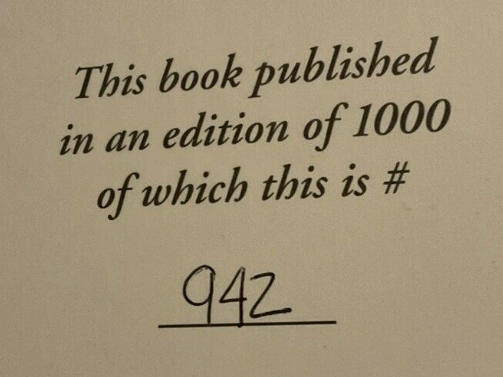 This book published
in an edition of 1000
of which this is #
942